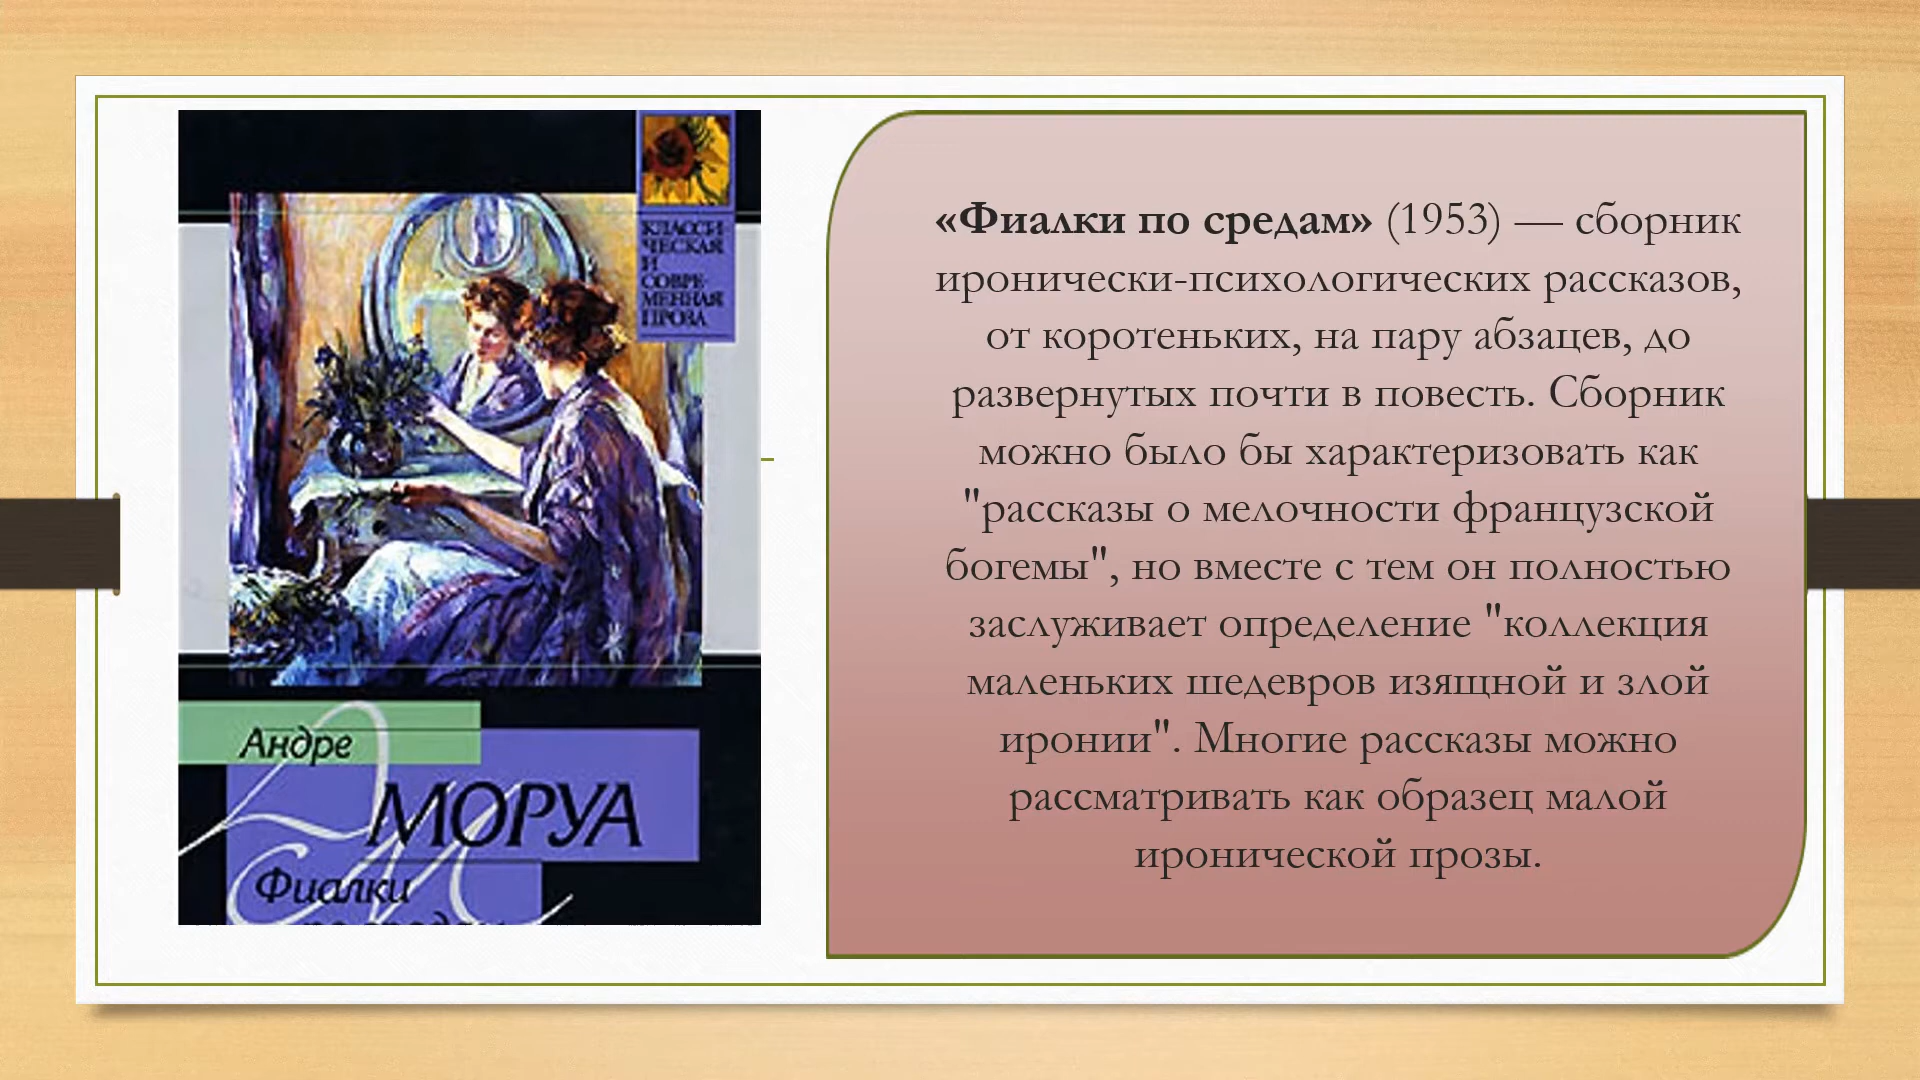 КЛАССИ-
ЧЕСКАЯ
И
СОВРЕ-
МЕННАЯ
ПРОЗА
Андре
МОРУА
Фиалки
по средам
«Фиалки по средам» (1953) — сборник
иронически-психологических рассказов,
от коротеньких, на пару абзацев, до
развернутых почти в повесть. Сборник
можно было бы характеризовать как
"рассказы о мелочности французской
богемы", но вместе с тем он полностью
заслуживает определение "коллекция
маленьких шедевров изящной и злой
иронии". Многие рассказы можно
рассматривать как образец малой
иронической прозы.